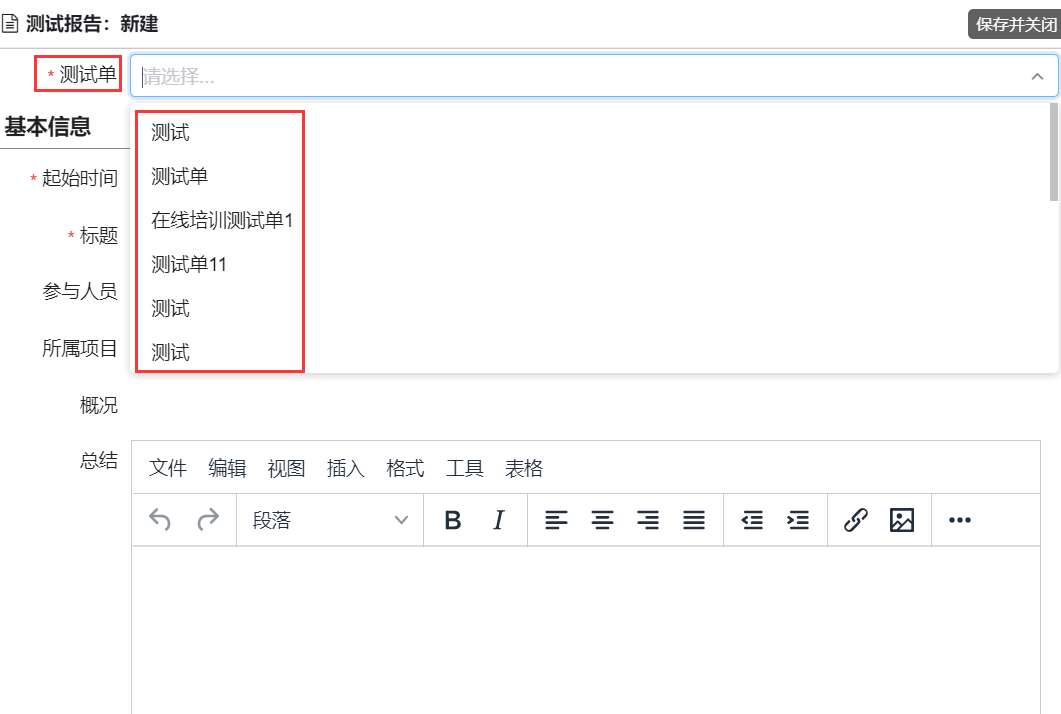 测试报告：新建
保存并关闭
* 测试单
请选择...
基本信息
测试
测试单
* 起始时间
在线培训测试单1
* 标题
测试单11
参与人员
测试
所属项目
测试
概况
总结
文件 编辑 视图 插入 格式 工具 表格
段落 B I